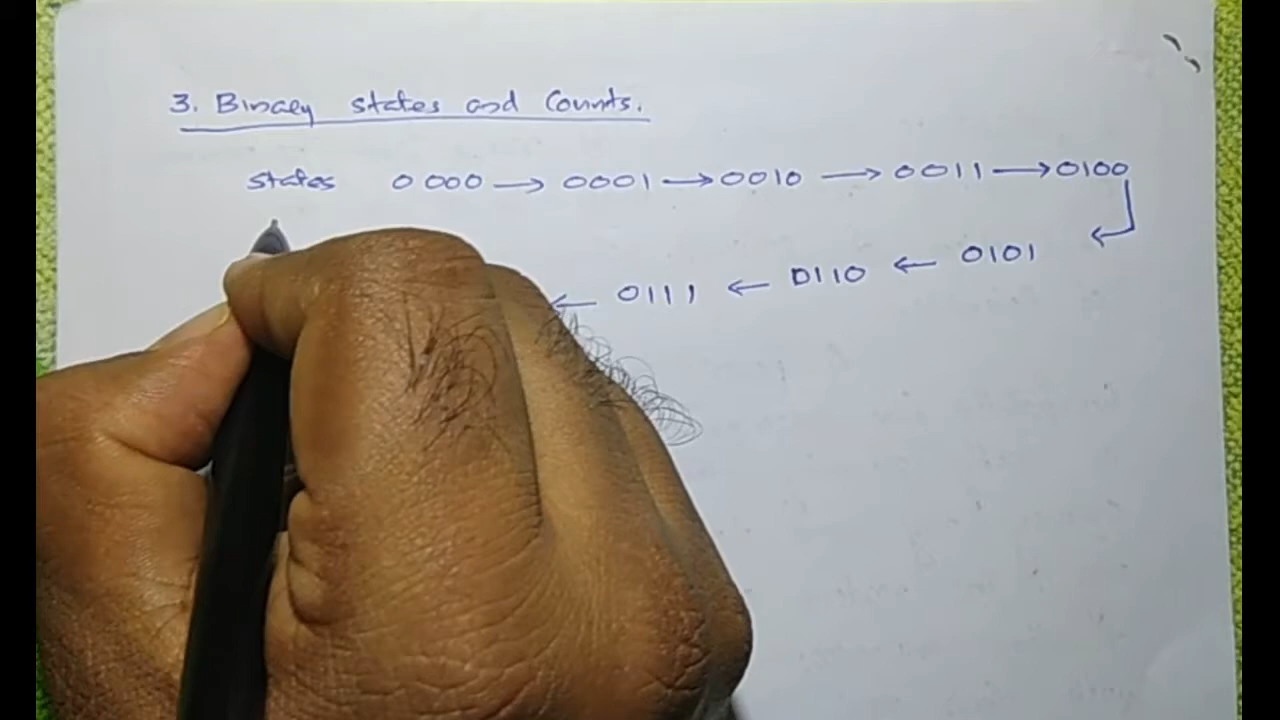 3. Binary states and Counts.
states 0000 → 0001 → 0010 → 0011 → 0100
← 0111 ← 0110 ← 0101